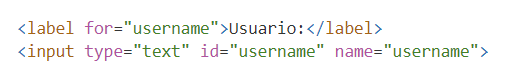 <label for="username">Usuario:</label>
<input type="text" id="username" name="username">